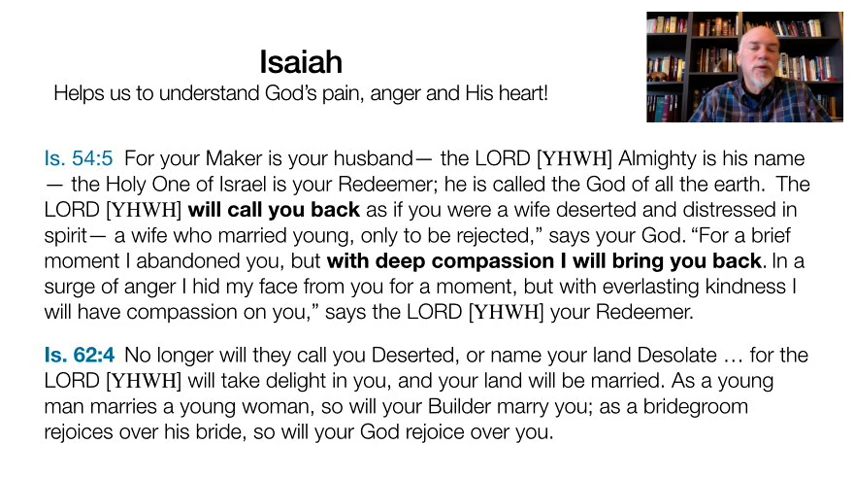 Isaiah
Helps us to understand God’s pain, anger and His heart!
Is. 54:5 For your Maker is your husband— the LORD [YHWH] Almighty is his name
— the Holy One of Israel is your Redeemer; he is called the God of all the earth. The
LORD [YHWH] will call you back as if you were a wife deserted and distressed in
spirit— a wife who married young, only to be rejected,” says your God. “For a brief
moment I abandoned you, but with deep compassion I will bring you back. In a
surge of anger I hid my face from you for a moment, but with everlasting kindness I
will have compassion on you,” says the LORD [YHWH] your Redeemer.
Is. 62:4 No longer will they call you Deserted, or name your land Desolate … for the
LORD [YHWH] will take delight in you, and your land will be married. As a young
man marries a young woman, so will your Builder marry you; as a bridegroom
rejoices over his bride, so will your God rejoice over you.